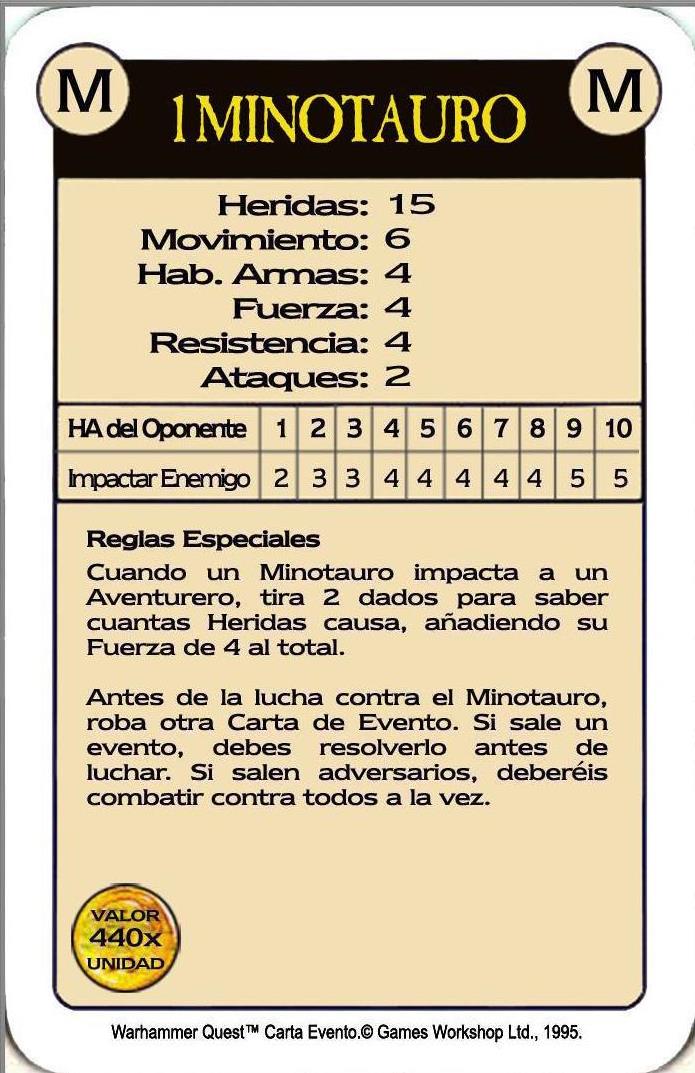 M
M
1 MINOTAURO
Heridas: 15
Movimiento: 6
Hab. Armas: 4
Fuerza: 4
Resistencia: 4
Ataques: 2
HA del Oponente 1 2 3 4 5 6 7 8 9 10
Impactar Enemigo 2 3 3 4 4 4 4 4 5 5
Reglas Especiales
Cuando un Minotauro impacta a un
Aventurero, tira 2 dados para saber
cuantas Heridas causa, añadiendo su
Fuerza de 4 al total.
Antes de la lucha contra el Minotauro,
roba otra Carta de Evento. Si sale un
evento, debes resolverlo antes de
luchar. Si salen adversarios, deberéis
combatir contra todos a la vez.
VALOR
440x
UNIDAD
Warhammer Quest™ Carta Evento.© Games Workshop Ltd., 1995.